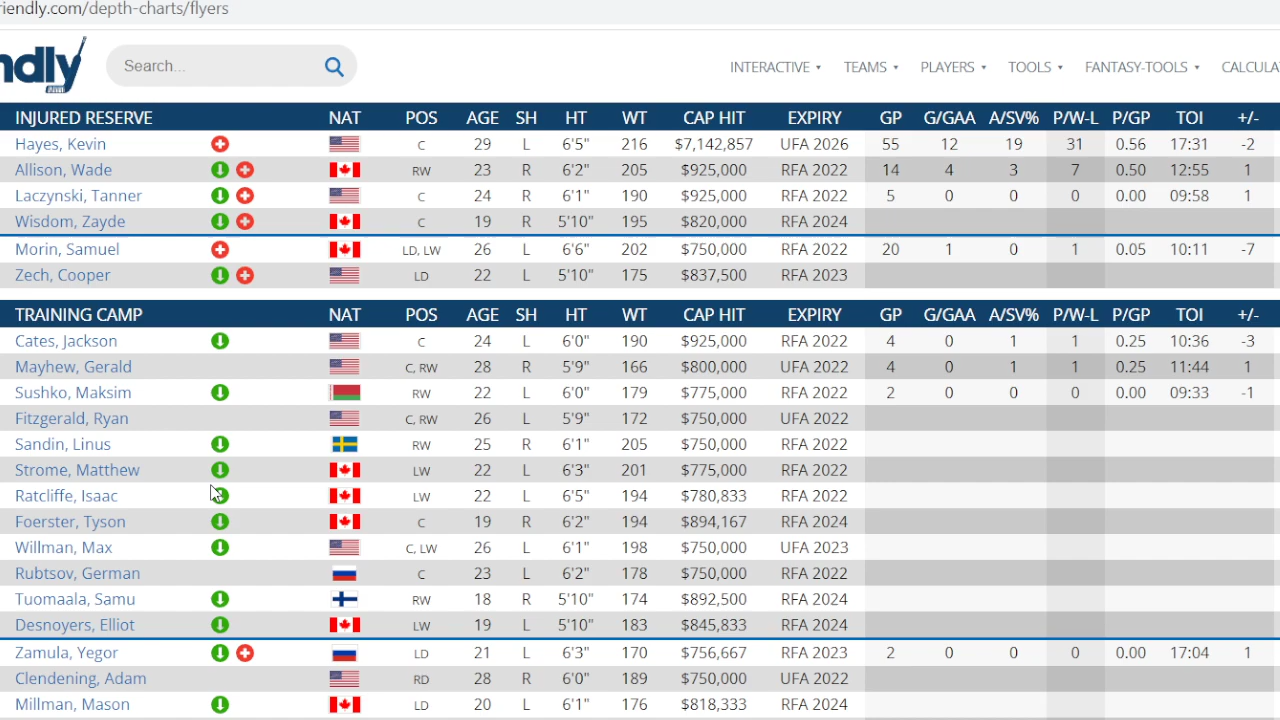 iendly.com/depth-charts/flyers
ndly Search... INTERACTIVE TEAMS PLAYERS TOOLS FANTASY-TOOLS CALCULA
INJURED RESERVE NAT POS AGE SH HT WT CAP HIT EXPIRY GP G/GAA A/SV% P/W-L P/GP TOI +/-
Hayes, Kevin C 29 L 6'5" 216 $7,142,857 UFA 2026 55 12 19 31 0.56 17:31 -2
Allison, Wade RW 23 R 6'2" 205 $925,000 RFA 2022 14 4 3 7 0.50 12:55 1
Laczynski, Tanner C 24 R 6'1" 190 $925,000 RFA 2022 5 0 0 0 0.00 09:58 1
Wisdom, Zayde C 19 R 5'10" 195 $820,000 RFA 2024
Morin, Samuel LD, LW 26 L 6'6" 202 $750,000 RFA 2022 20 1 0 1 0.05 10:11 -7
Zech, Cooper LD 22 L 5'10" 175 $837,500 RFA 2023
TRAINING CAMP NAT POS AGE SH HT WT CAP HIT EXPIRY GP G/GAA A/SV% P/W-L P/GP TOI +/-
Cates, Jackson C 24 L 6'0" 190 $925,000 RFA 2022 4 0 1 1 0.25 10:36 -3
Mayhew, Gerald C, RW 28 R 5'9" 166 $800,000 UFA 2022 4 0 1 1 0.25 11:44 1
Sushko, Maksim RW 22 L 6'0" 179 $775,000 RFA 2022 2 0 0 0 0.00 09:33 -1
Fitzgerald, Ryan C, RW 26 L 5'9" 172 $750,000 UFA 2022
Sandin, Linus RW 25 R 6'1" 205 $750,000 RFA 2022
Strome, Matthew LW 22 L 6'3" 201 $775,000 RFA 2022
Ratcliffe, Isaac LW 22 L 6'5" 194 $780,833 RFA 2022
Foerster, Tyson C 19 R 6'2" 194 $894,167 RFA 2024
Willman, Max C, LW 26 L 6'1" 198 $750,000 UFA 2023
Rubtsov, German C 23 L 6'2" 178 $750,000 RFA 2022
Tuomaala, Samu RW 18 R 5'10" 174 $892,500 RFA 2024
Desnoyers, Elliot LW 19 L 5'10" 183 $845,833 RFA 2024
Zamula, Yegor LD 21 L 6'3" 170 $756,667 RFA 2023 2 0 0 0 0.00 17:04 1
Clendening, Adam RD 28 R 6'0" 189 $750,000 UFA 2022
Millman, Mason LD 20 L 6'1" 176 $818,333 RFA 2024